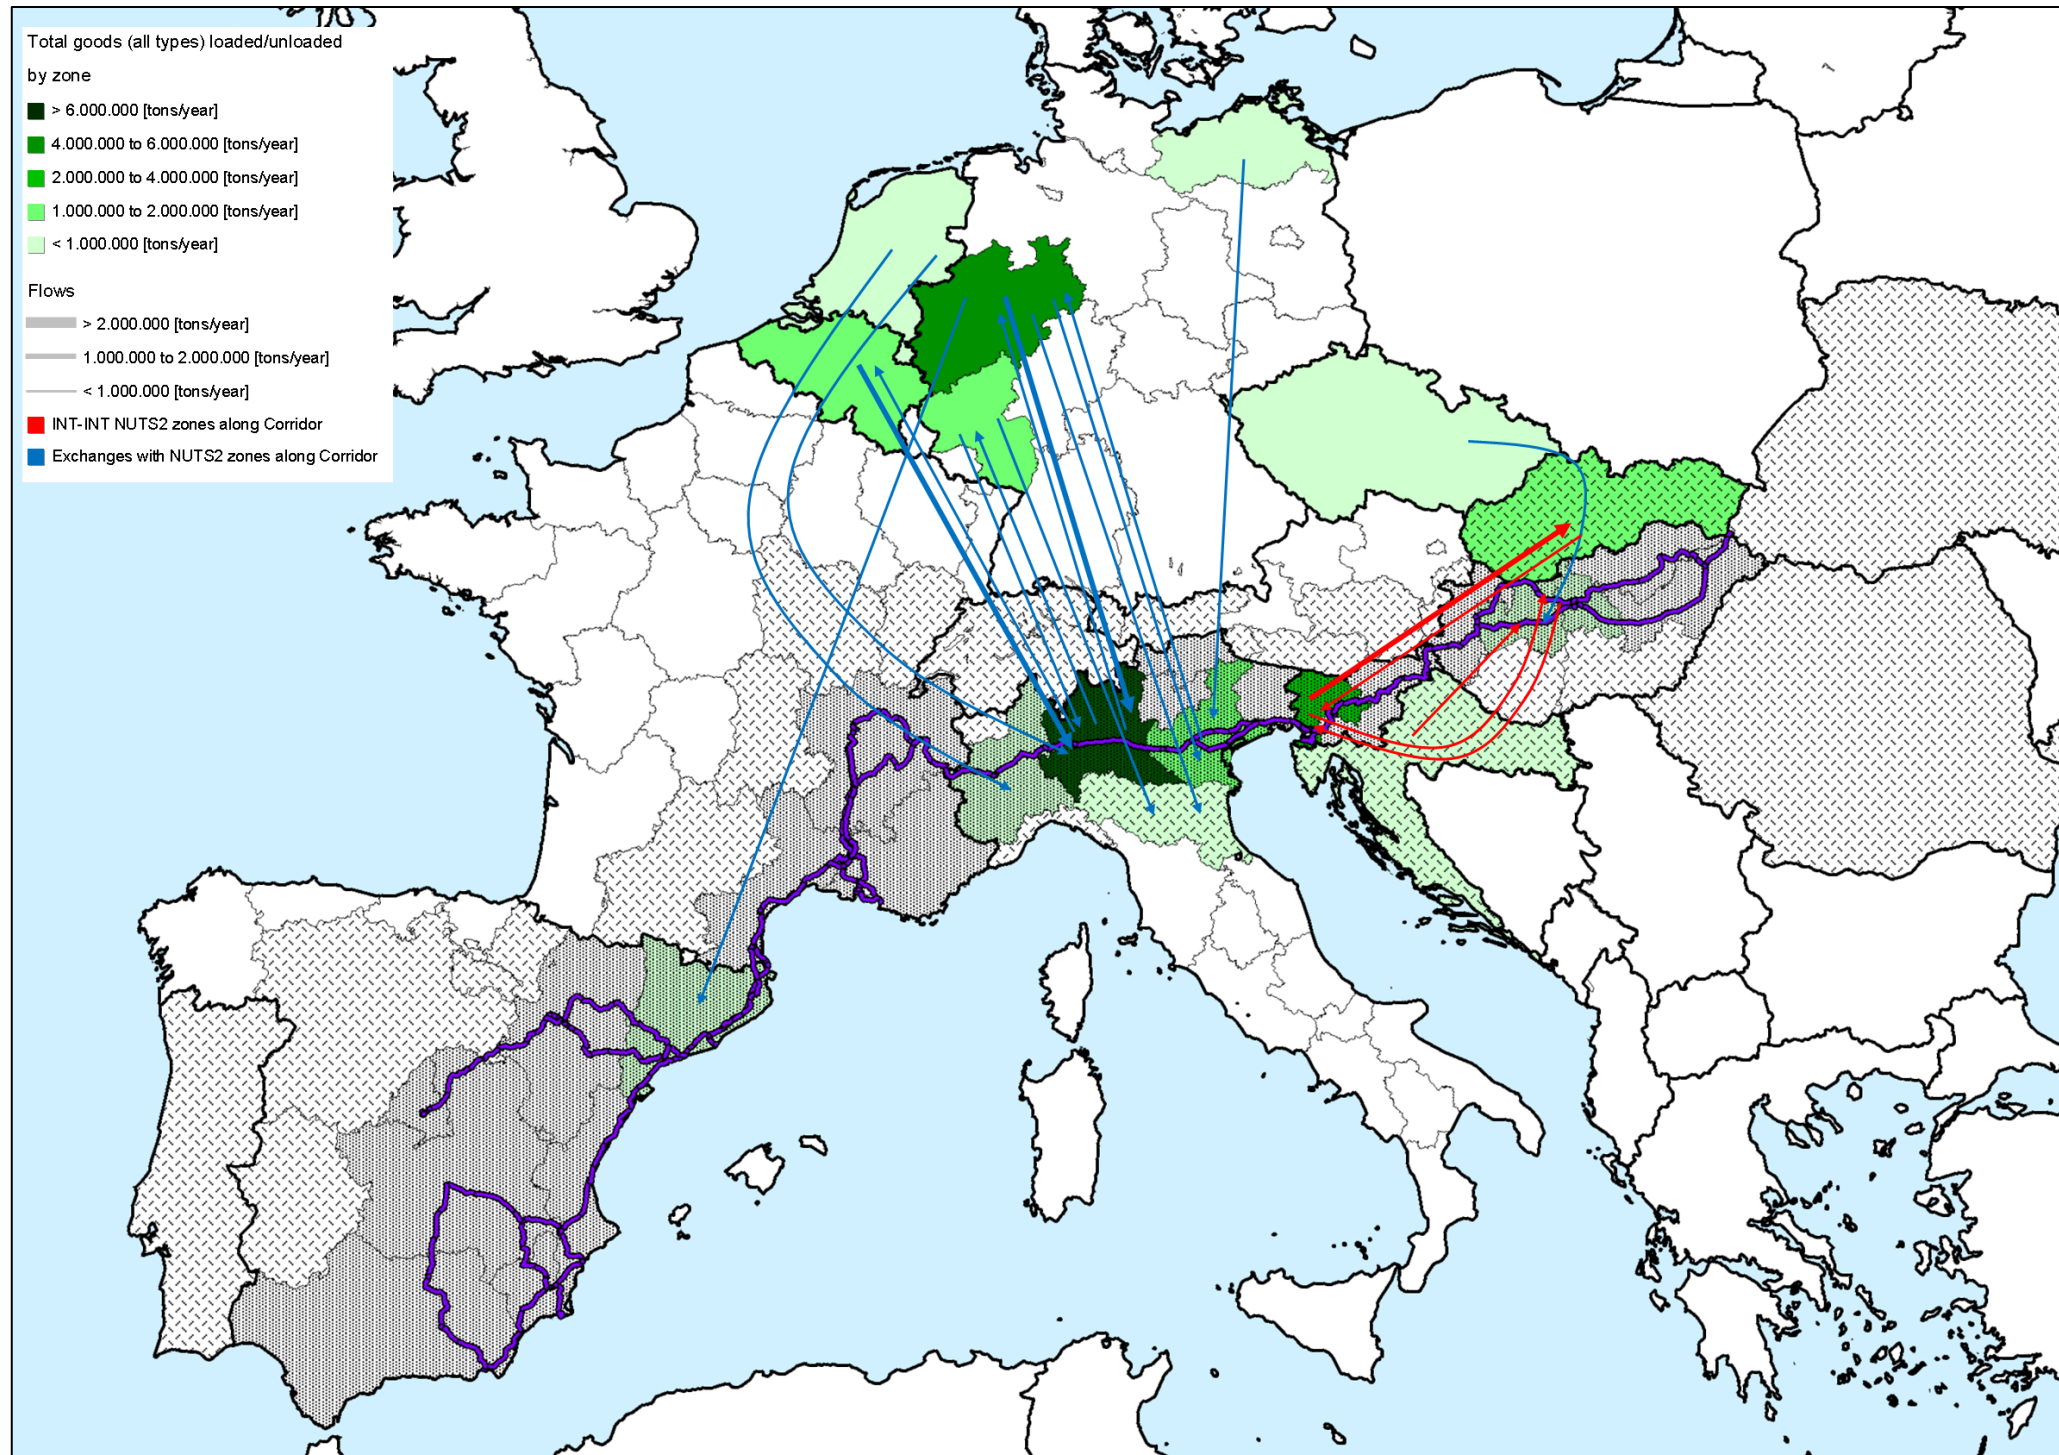 Total goods (all types) loaded/unloaded
by zone
> 6.000.000 [tons/year]
4.000.000 to 6.000.000 [tons/year]
2.000.000 to 4.000.000 [tons/year]
1.000.000 to 2.000.000 [tons/year]
< 1.000.000 [tons/year]
Flows
> 2.000.000 [tons/year]
1.000.000 to 2.000.000 [tons/year]
< 1.000.000 [tons/year]
INT-INT NUTS2 zones along Corridor
Exchanges with NUTS2 zones along Corridor